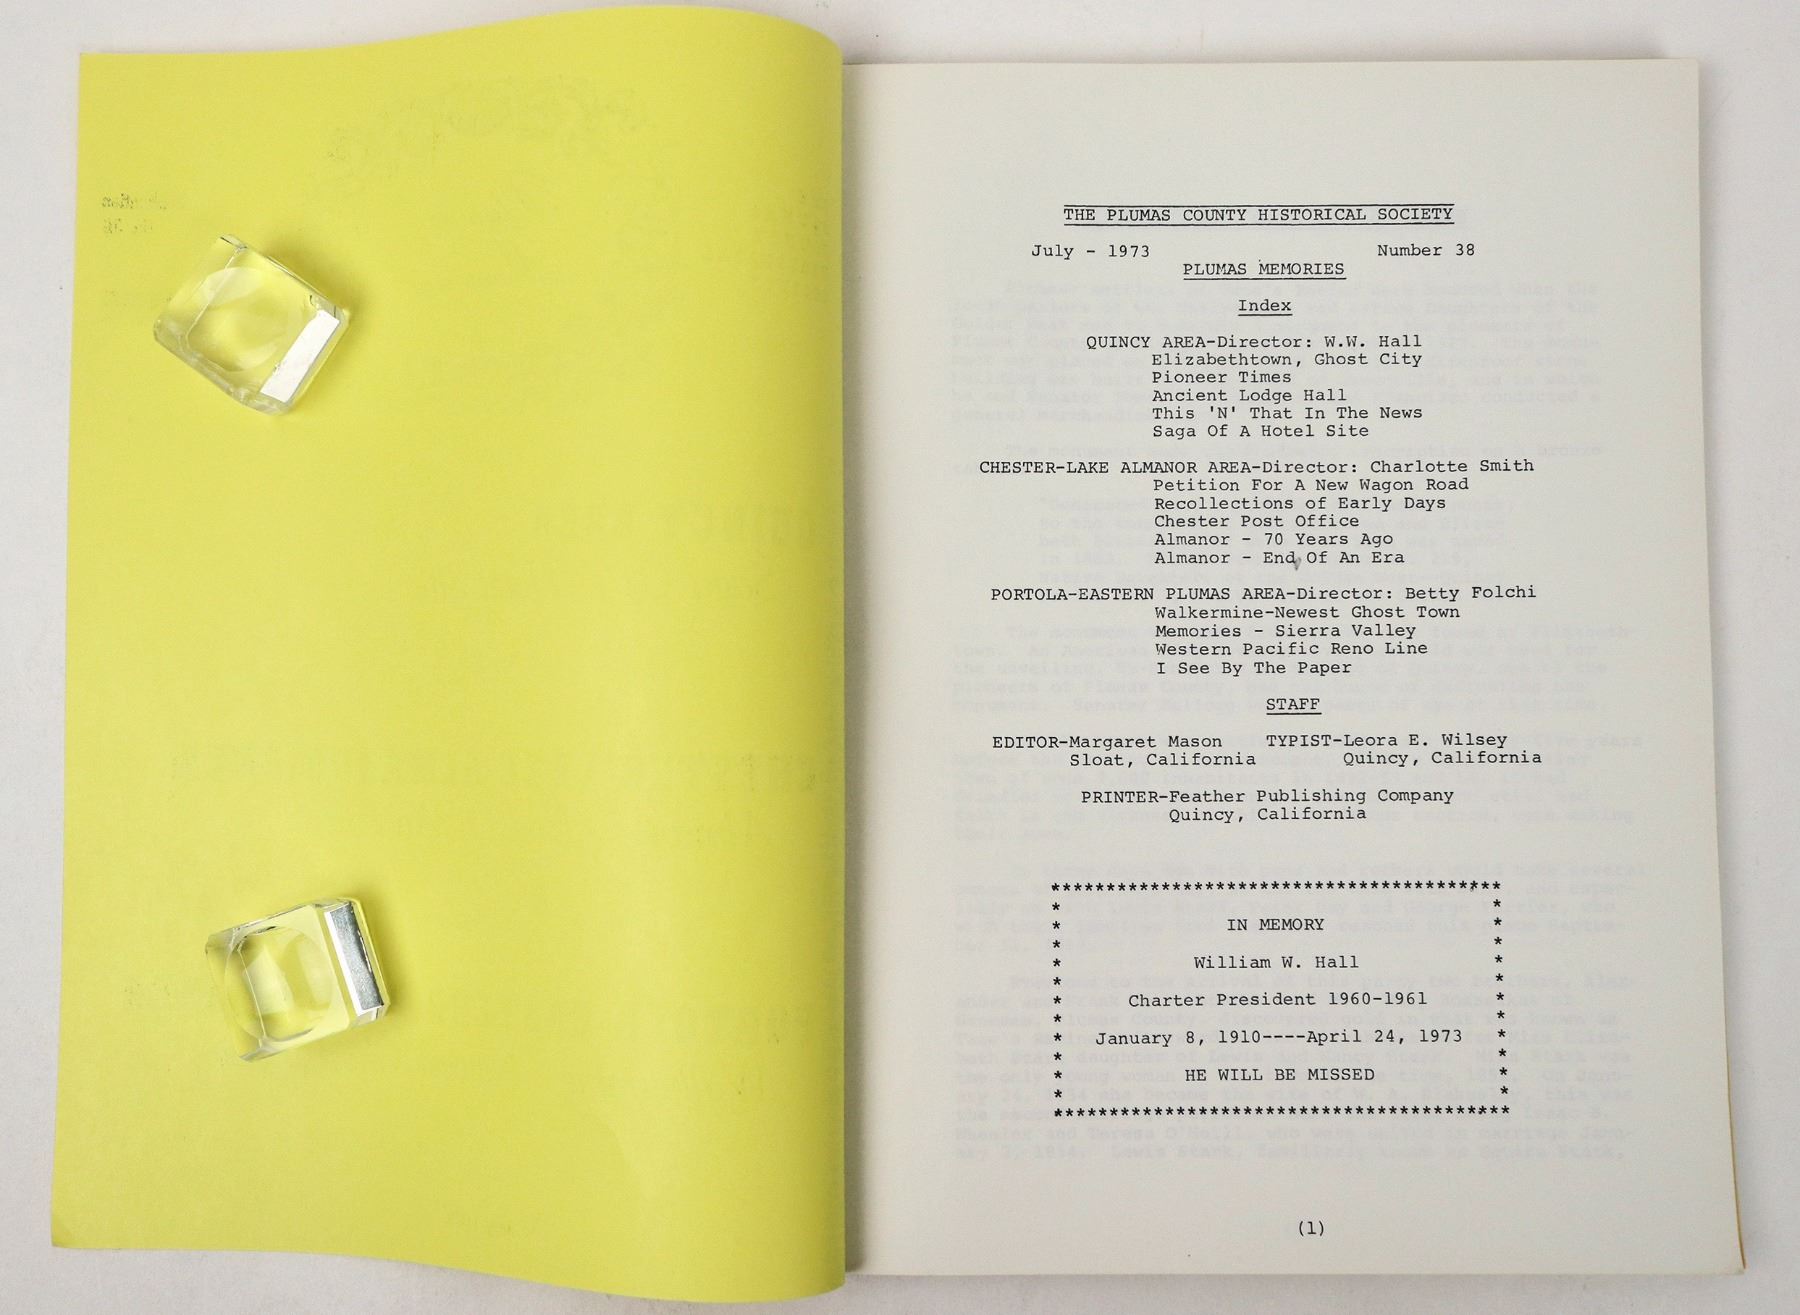 THE PLUMAS COUNTY HISTORICAL SOCIETY
July - 1973 Number 38
PLUMAS MEMORIES
Index
QUINCY AREA-Director: W.W. Hall
Elizabethtown, Ghost City
Pioneer Times
Ancient Lodge Hall
This 'N' That In The News
Saga Of A Hotel Site
CHESTER-LAKE ALMANOR AREA-Director: Charlotte Smith
Petition For A New Wagon Road
Recollections of Early Days
Chester Post Office
Almanor - 70 Years Ago
Almanor - End Of An Era
PORTOLA-EASTERN PLUMAS AREA-Director: Betty Folchi
Walkermine-Newest Ghost Town
Memories - Sierra Valley
Western Pacific Reno Line
I See By The Paper
STAFF
EDITOR-Margaret Mason TYPIST-Leora E. Wilsey
Sloat, California Quincy, California
PRINTER-Feather Publishing Company
Quincy, California
IN MEMORY
William W. Hall
Charter President 1960-1961
January 8, 1910----April 24, 1973
HE WILL BE MISSED
(1)